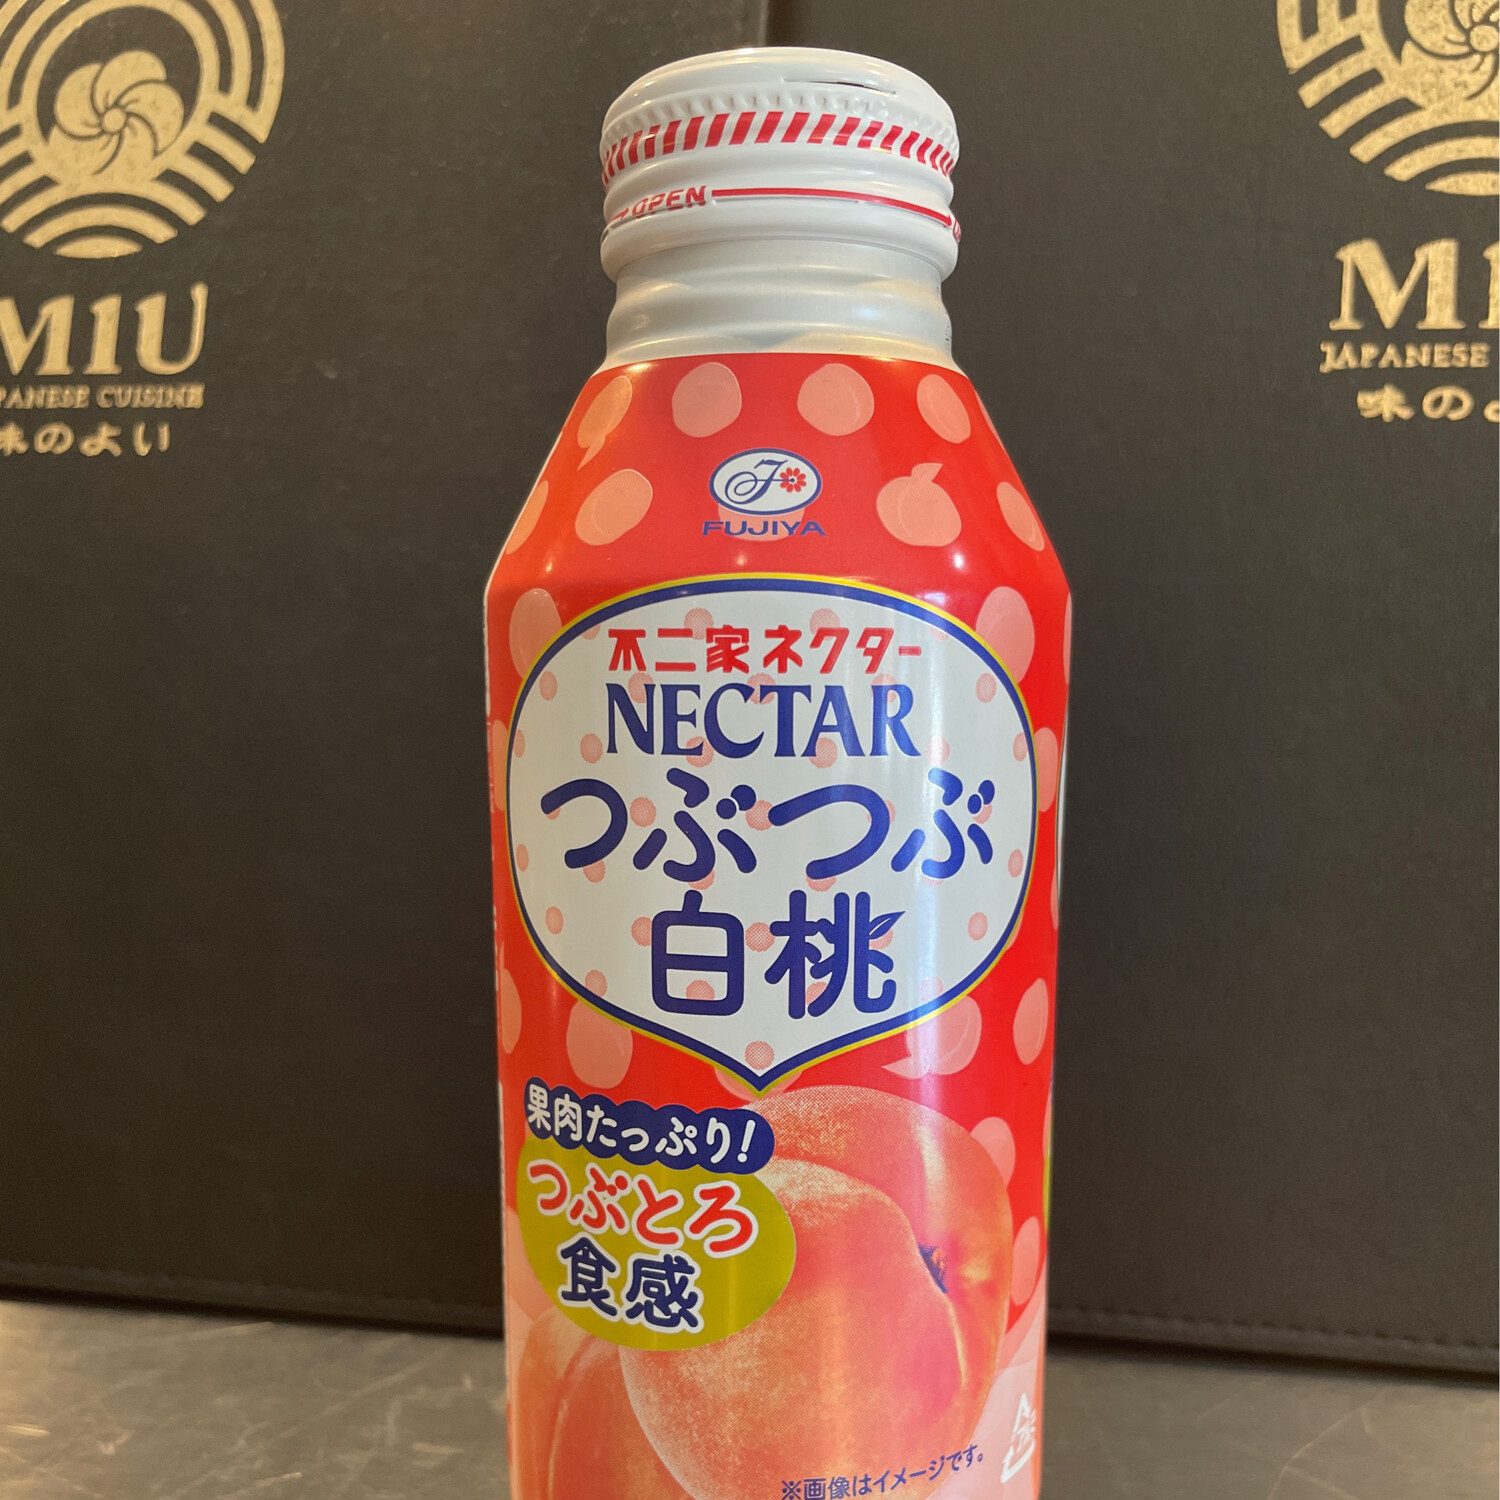 OPEN
FUJIYA
不二家ネクター
NECTAR
つぶつぶ
白桃
果肉たっぷり!
つぶとろ
食感
※画像はイメージです。
MIU
JAPANESE CUISINE
味のよい
JAPANESE
味の